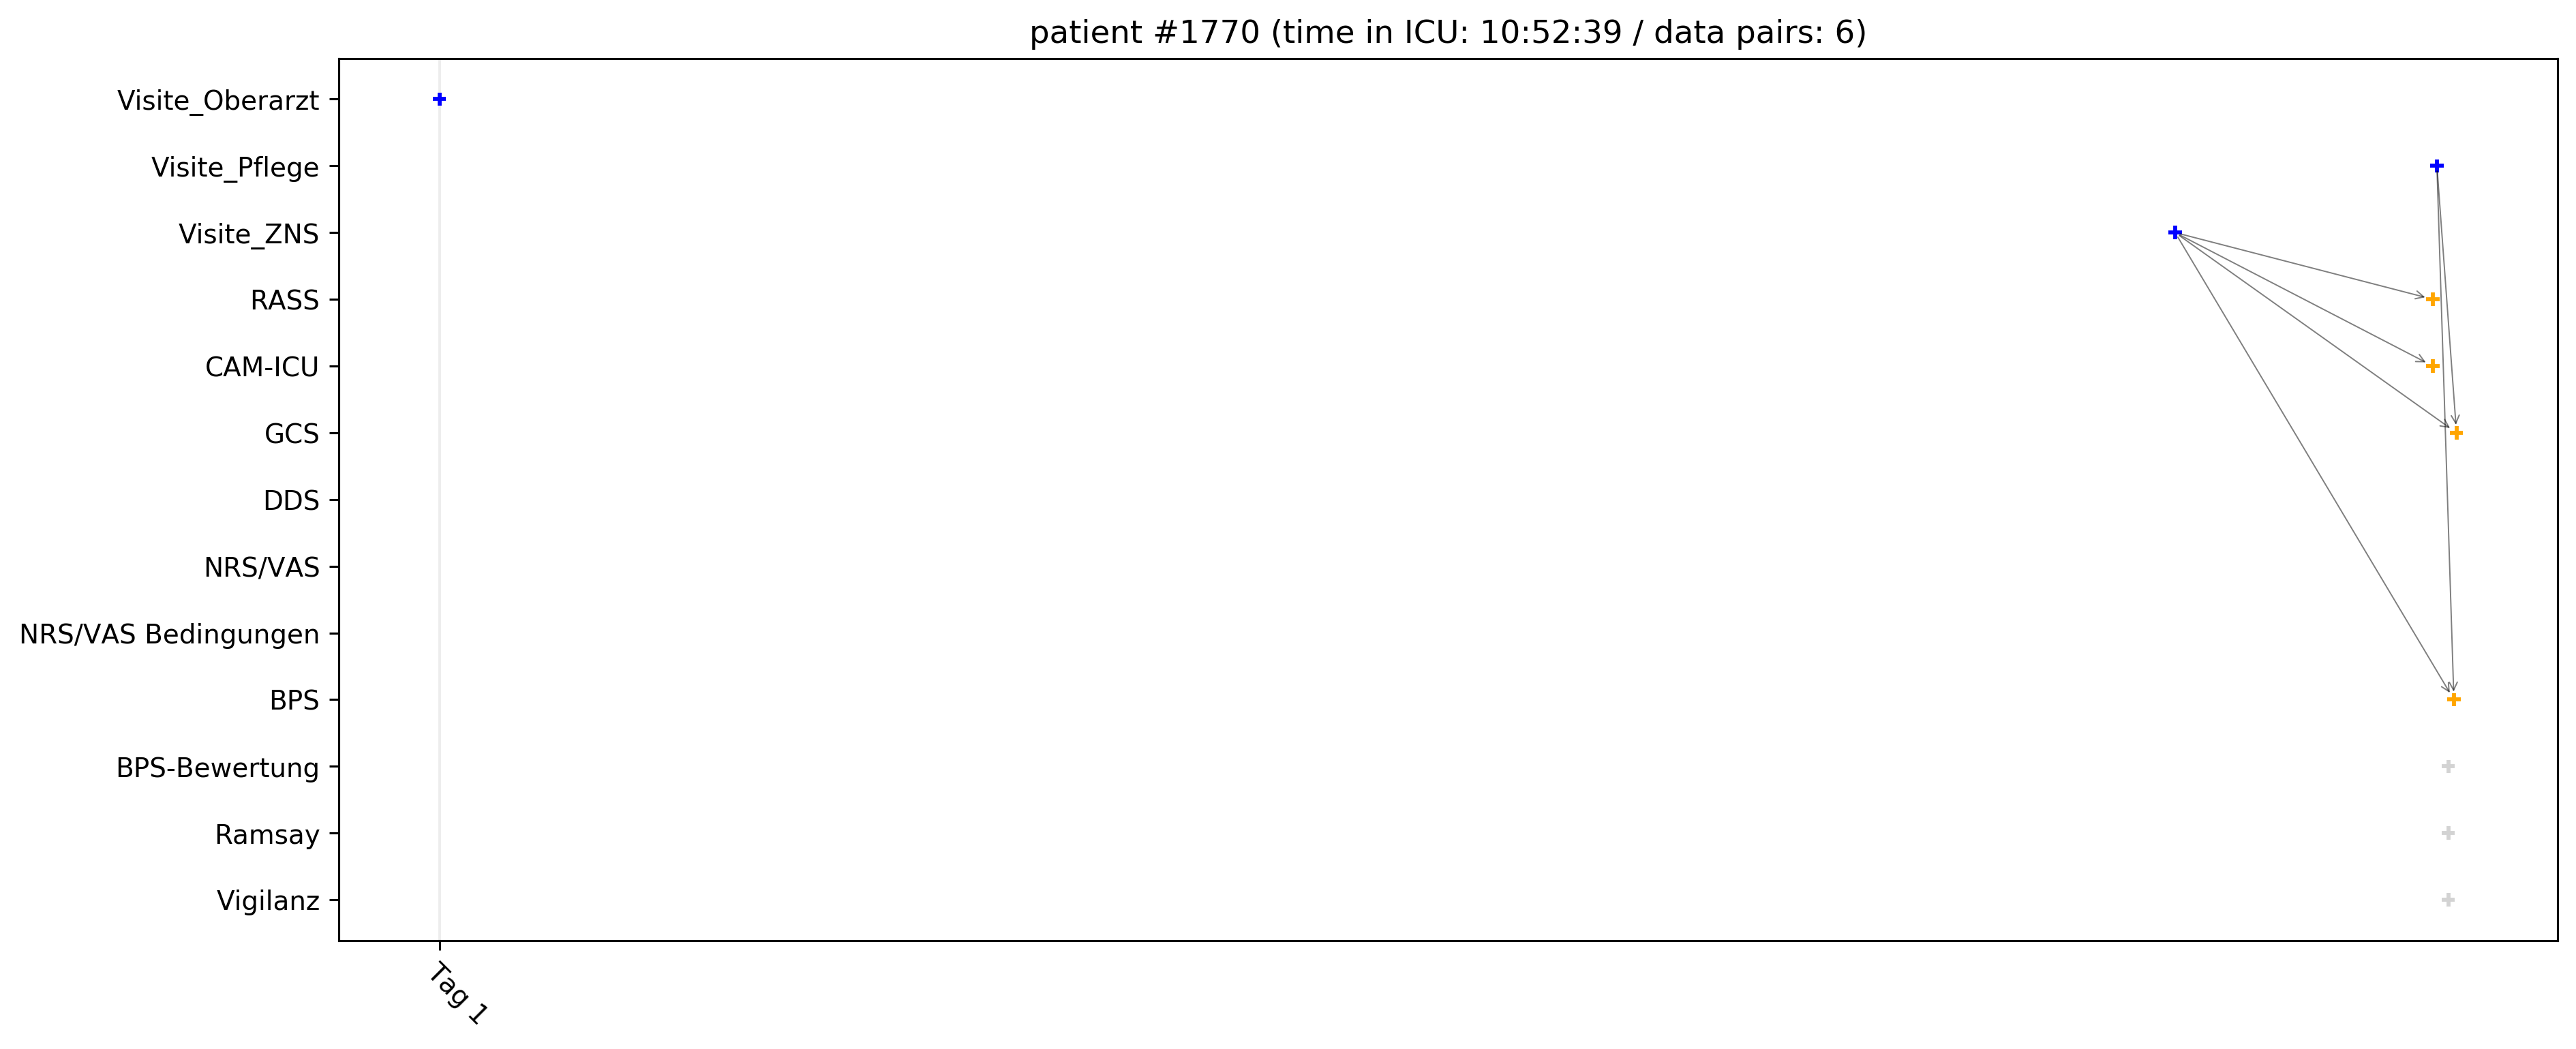 patient #1770 (time in ICU: 10:52:39 / data pairs: 6)
Visite_Oberarzt
Visite_Pflege
Visite_ZNS
RASS
CAM-ICU
GCS
DDS
NRS/VAS
NRS/VAS Bedingungen
BPS
BPS-Bewertung
Ramsay
Vigilanz
Tag 1